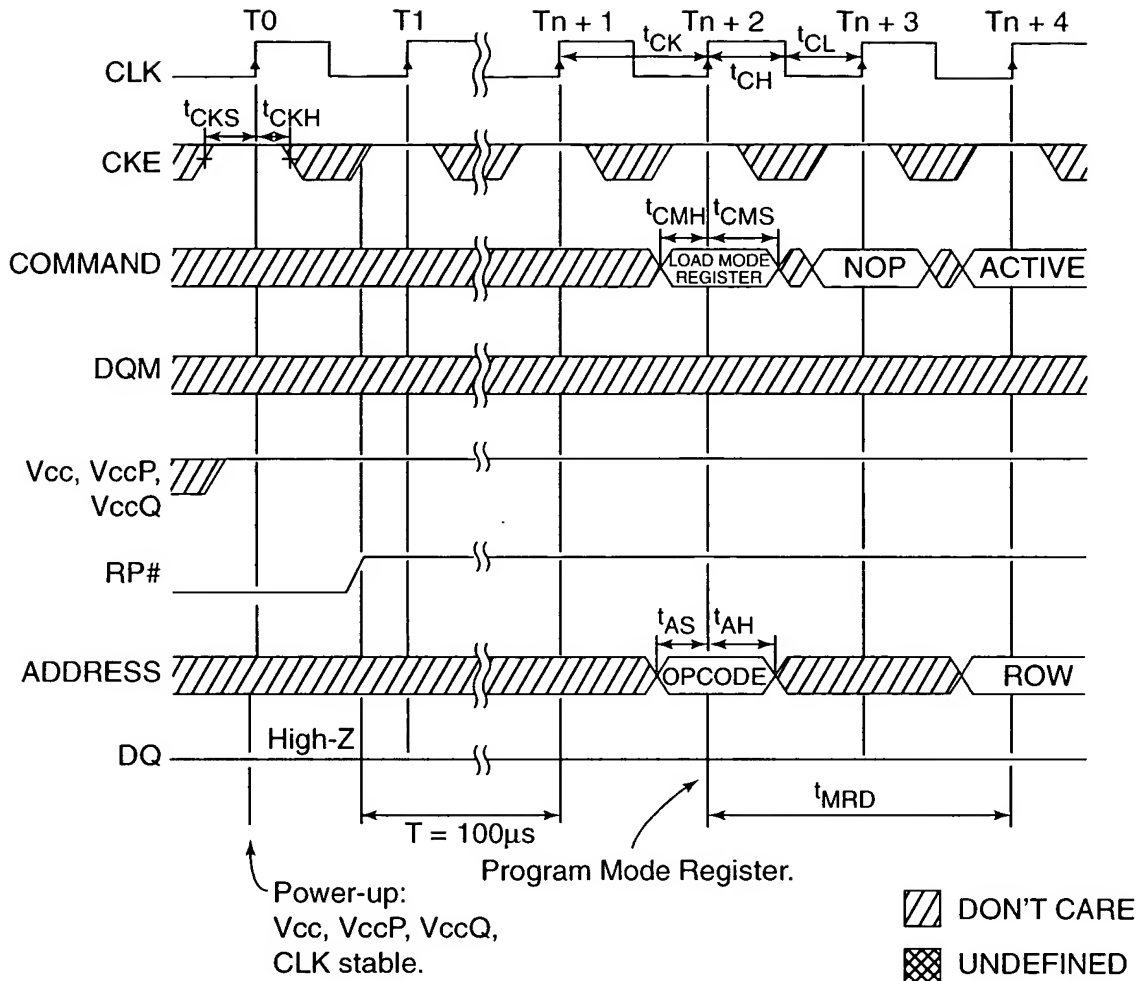 T0 T1 Tn + 1 Tn + 2 Tn + 3 Tn + 4
CLK
tCK
tCL
tCH
tCKS tCKH
CKE
tCMH tCMS
COMMAND
LOAD MODE
REGISTER
NOP
ACTIVE
DQM
Vcc, VccP,
VccQ
RP#
tAS tAH
ADDRESS
OPCODE
ROW
High-Z
DQ
tMRD
T = 100µs
Program Mode Register.
Power-up:
Vcc, VccP, VccQ,
CLK stable.
DON'T CARE
UNDEFINED